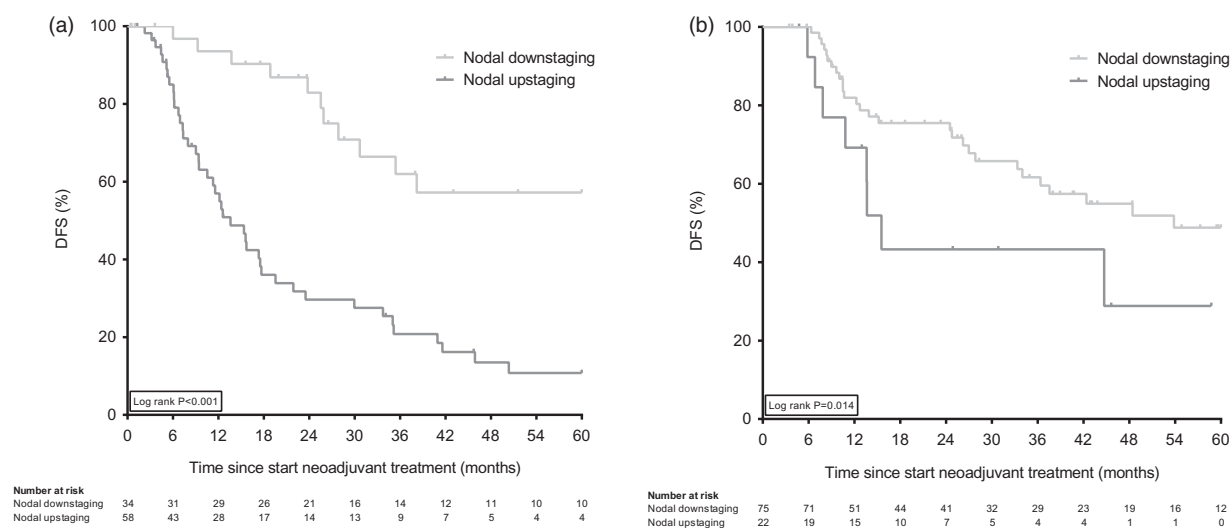 (a)
100
80
60
40
20
0
DFS (%)
Nodal downstaging
Nodal upstaging
Log rank P<0.001
0 6 12 18 24 30 36 42 48 54 60
Time since start neoadjuvant treatment (months)
Number at risk
Nodal downstaging 34 31 29 26 21 16 14 12 11 10 10
Nodal upstaging 58 43 28 17 14 13 9 7 5 4 4
(b)
100
80
60
40
20
0
DFS (%)
Nodal downstaging
Nodal upstaging
Log rank P=0.014
0 6 12 18 24 30 36 42 48 54 60
Time since start neoadjuvant treatment (months)
Number at risk
Nodal downstaging 75 71 51 44 41 32 29 23 19 16 12
Nodal upstaging 22 19 15 10 7 5 4 4 1 1 0